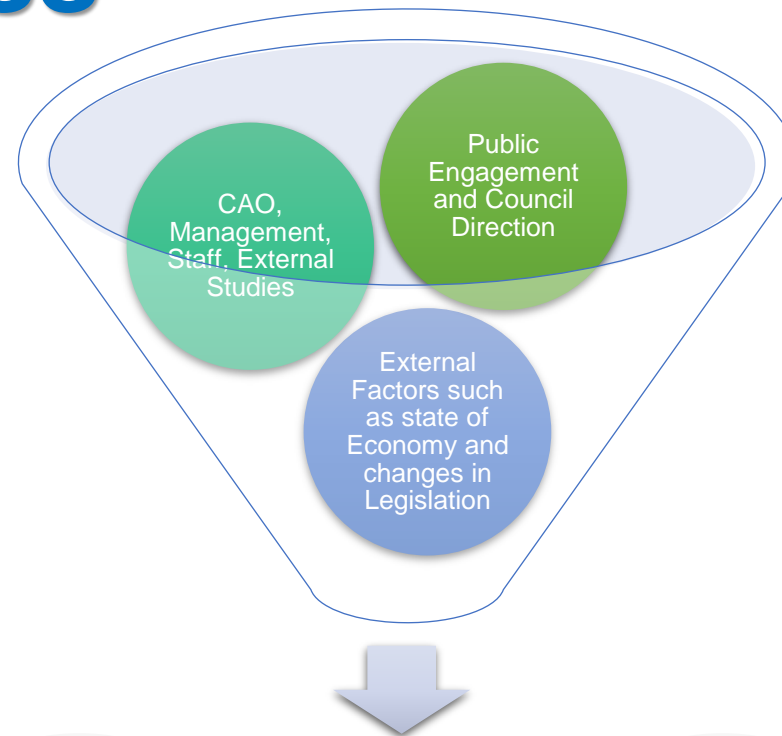 Public
Engagement
and Council
Direction
CAO,
Management,
Staff, External
Studies
External
Factors such
as state of
Economy and
changes in
Legislation